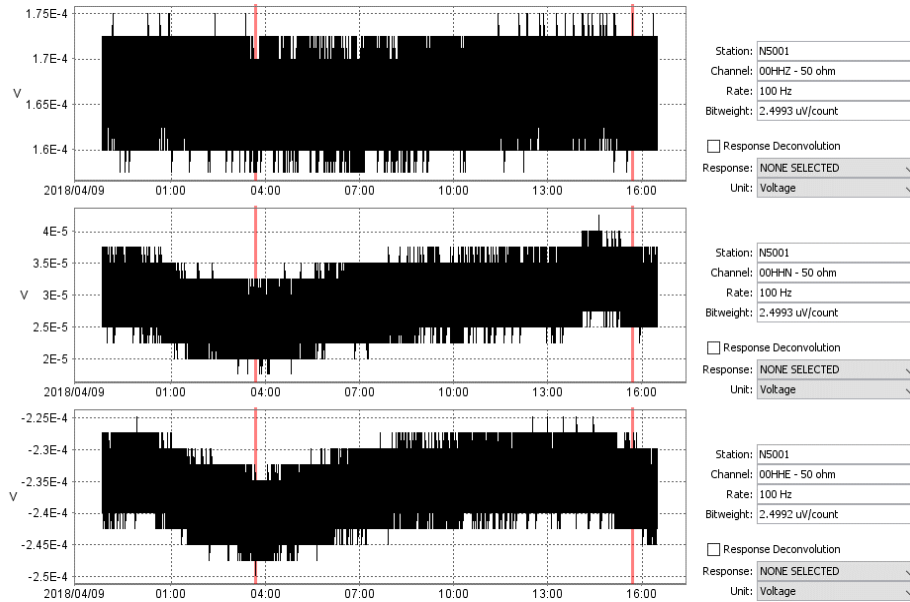 1.75E-4
1.7E-4
V
1.65E-4
1.6E-4
2018/04/09 01:00 04:00 07:00 10:00 13:00 16:00
Station: N5001
Channel: 00HHZ - 50 ohm
Rate: 100 Hz
Bitweight: 2.4993 uV/count
Response Deconvolution
Response: NONE SELECTED
Unit: Voltage
4E-5
3.5E-5
V
3E-5
2.5E-5
2E-5
2018/04/09 01:00 04:00 07:00 10:00 13:00 16:00
Station: N5001
Channel: 00HHN - 50 ohm
Rate: 100 Hz
Bitweight: 2.4993 uV/count
Response Deconvolution
Response: NONE SELECTED
Unit: Voltage
-2.25E-4
-2.3E-4
-2.35E-4
V
-2.4E-4
-2.45E-4
-2.5E-4
2018/04/09 01:00 04:00 07:00 10:00 13:00 16:00
Station: N5001
Channel: 00HHE - 50 ohm
Rate: 100 Hz
Bitweight: 2.4992 uV/count
Response Deconvolution
Response: NONE SELECTED
Unit: Voltage